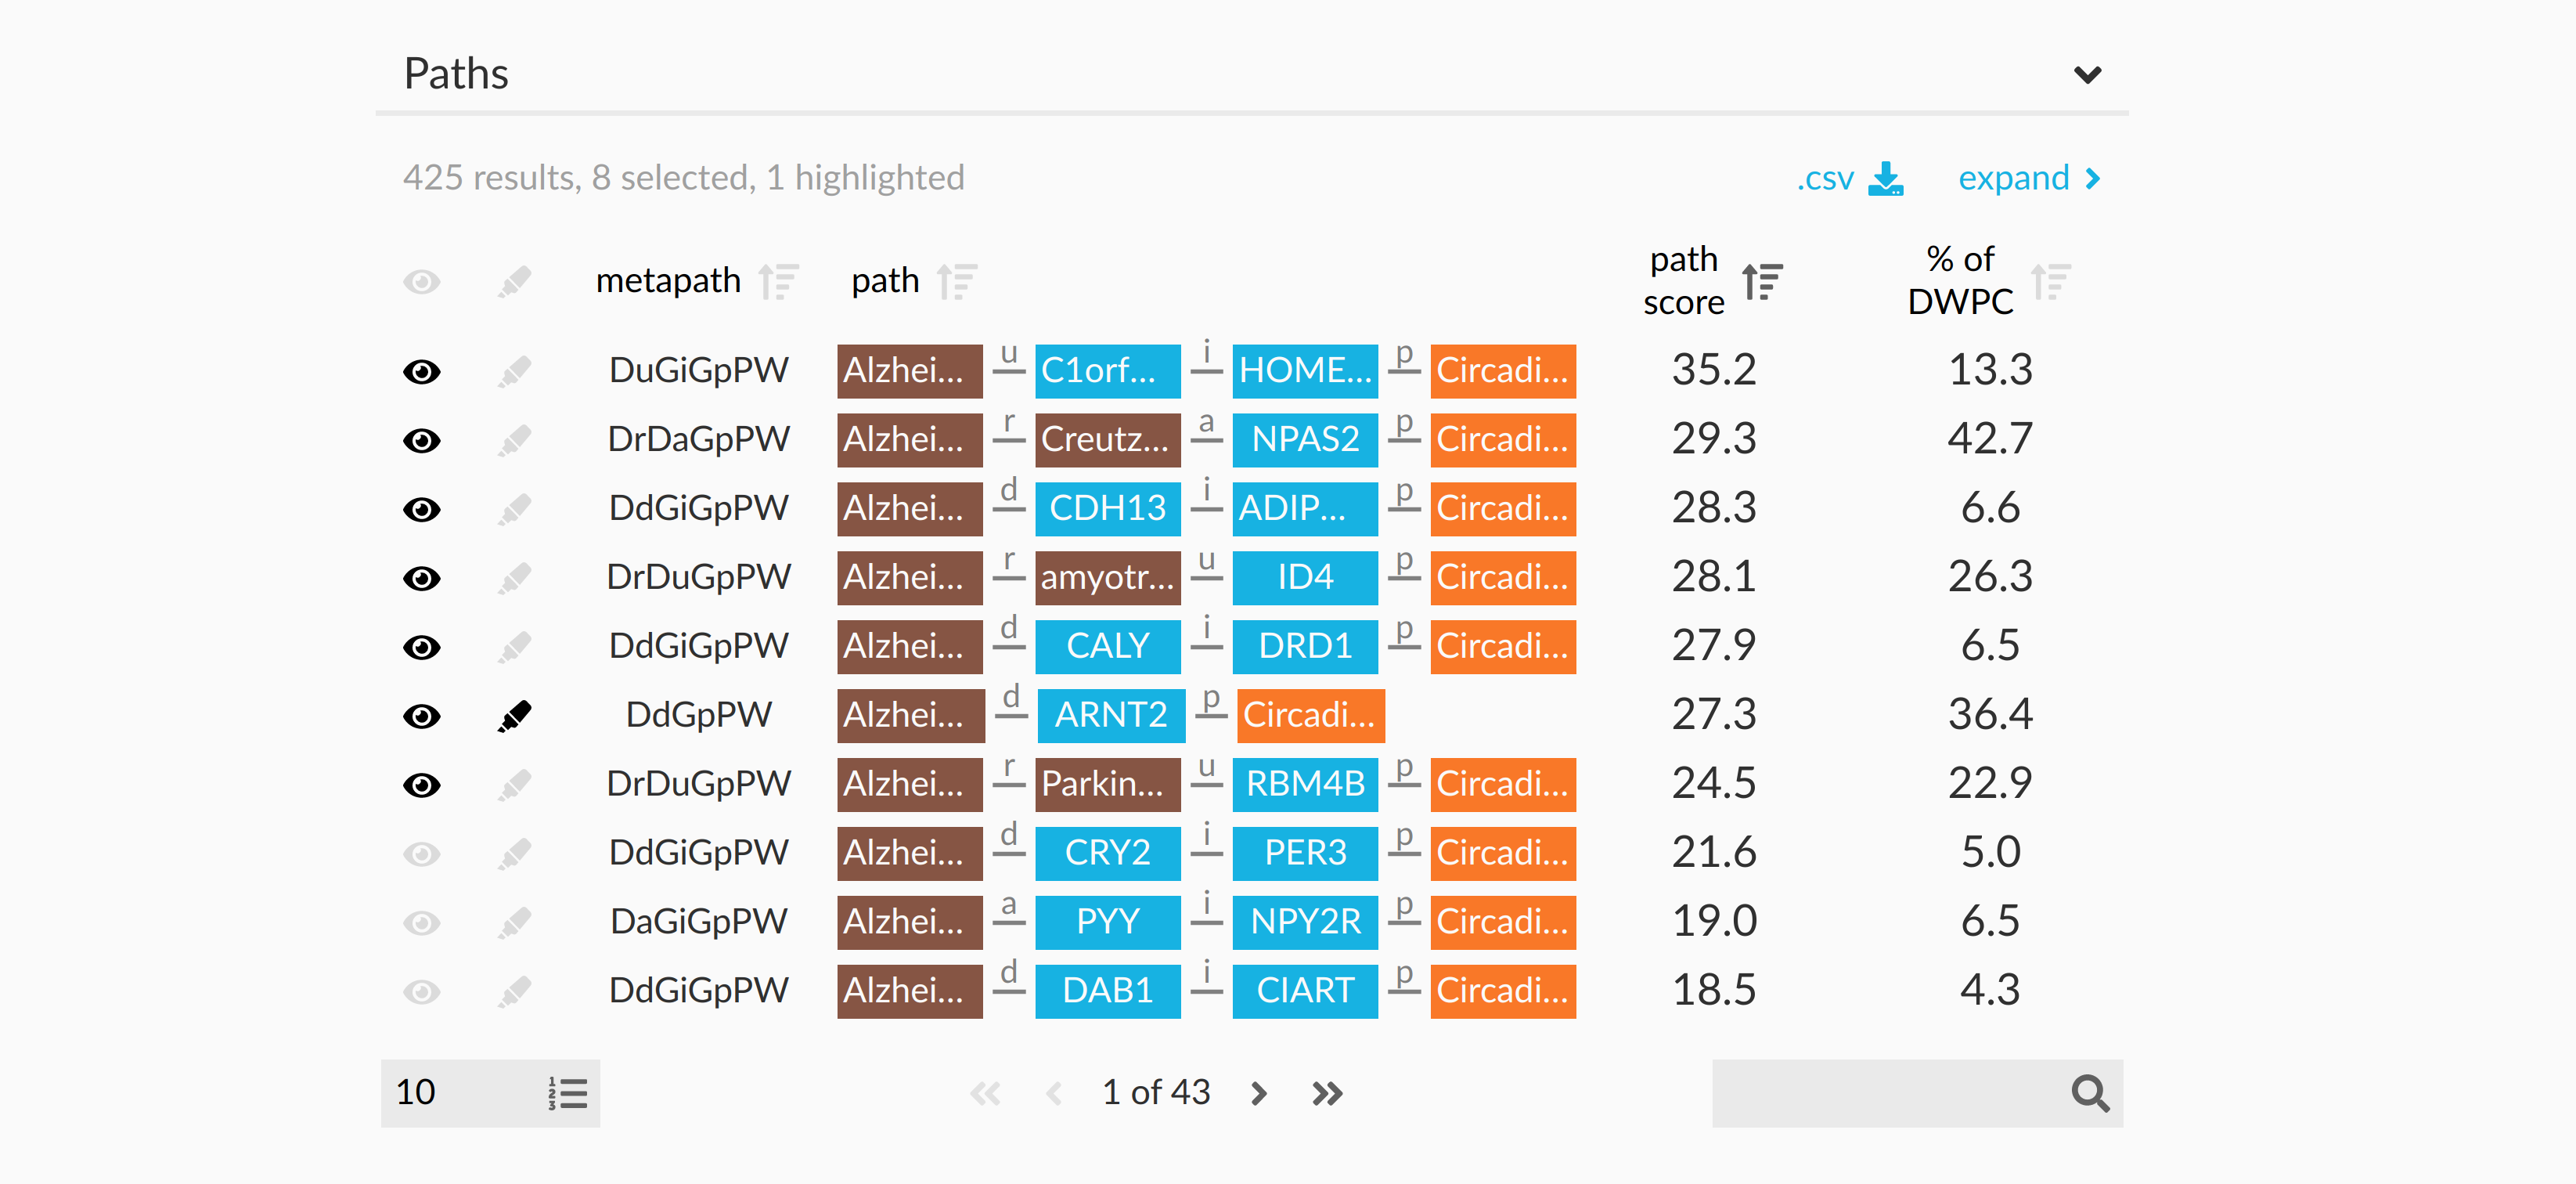 Paths
425 results, 8 selected, 1 highlighted .csv expand
metapath path path score % of DWPC
DuGiGpPW Alzhei... u C1orf... i HOME... p Circadi... 35.2 13.3
DrDaGpPW Alzhei... r Creutz... a NPAS2 p Circadi... 29.3 42.7
DdGiGpPW Alzhei... d CDH13 i ADIP... p Circadi... 28.3 6.6
DrDuGpPW Alzhei... r amyotr... u ID4 p Circadi... 28.1 26.3
DdGiGpPW Alzhei... d CALY i DRD1 p Circadi... 27.9 6.5
DdGpPW Alzhei... d ARNT2 p Circadi... 27.3 36.4
DrDuGpPW Alzhei... r Parkin... u RBM4B p Circadi... 24.5 22.9
DdGiGpPW Alzhei... d CRY2 i PER3 p Circadi... 21.6 5.0
DaGiGpPW Alzhei... a PYY i NPY2R p Circadi... 19.0 6.5
DdGiGpPW Alzhei... d DAB1 i CIART p Circadi... 18.5 4.3
10 1 of 43